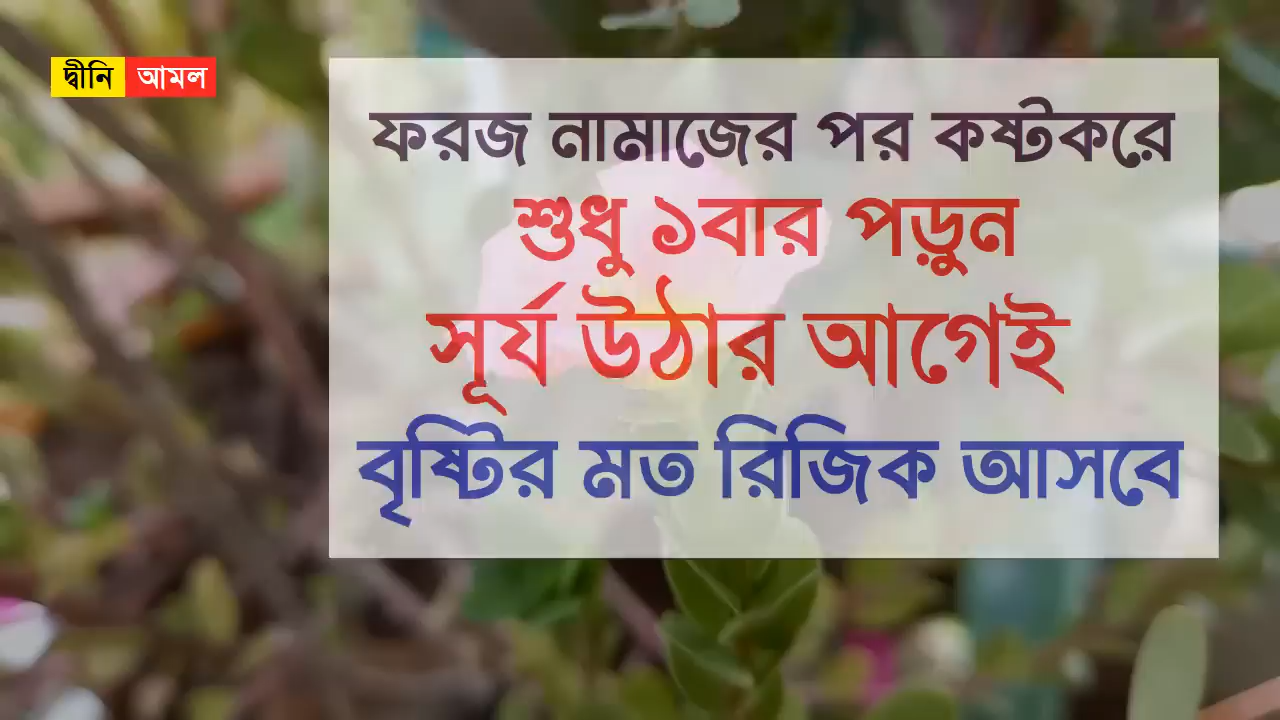 দ্বীনি আমল
ফরজ নামাজের পর কষ্টকরে
শুধু ১বার পড়ুন
সূর্য উঠার আগেই
বৃষ্টির মত রিজিক আসবে